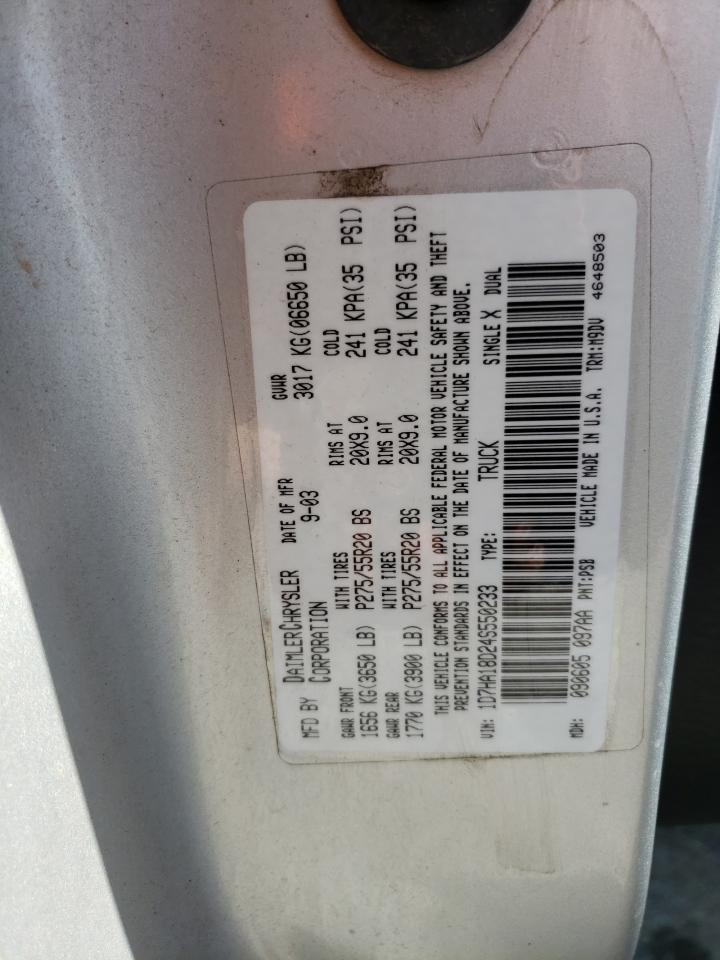 MFD BY DAIMLERCHRYSLER CORPORATION DATE OF MFR 9-03 GVWR 3017 KG(06650 LB)
GAWR FRONT WITH TIRES RIMS AT COLD
1656 KG(3650 LB) P275/55R20 BS 20X9.0 241 KPA(35 PSI)
GAWR REAR WITH TIRES RIMS AT COLD
1770 KG(3900 LB) P275/55R20 BS 20X9.0 241 KPA(35 PSI)
THIS VEHICLE CONFORMS TO ALL APPLICABLE FEDERAL MOTOR VEHICLE SAFETY AND THEFT
PREVENTION STANDARDS IN EFFECT ON THE DATE OF MANUFACTURE SHOWN ABOVE.
VIN: 1D7HA18D24S550233 TYPE: TRUCK SINGLE X DUAL
MDH: 090605 097AA PNT:PSB VEHICLE MADE IN U.S.A. TRM:M9DV 4648503